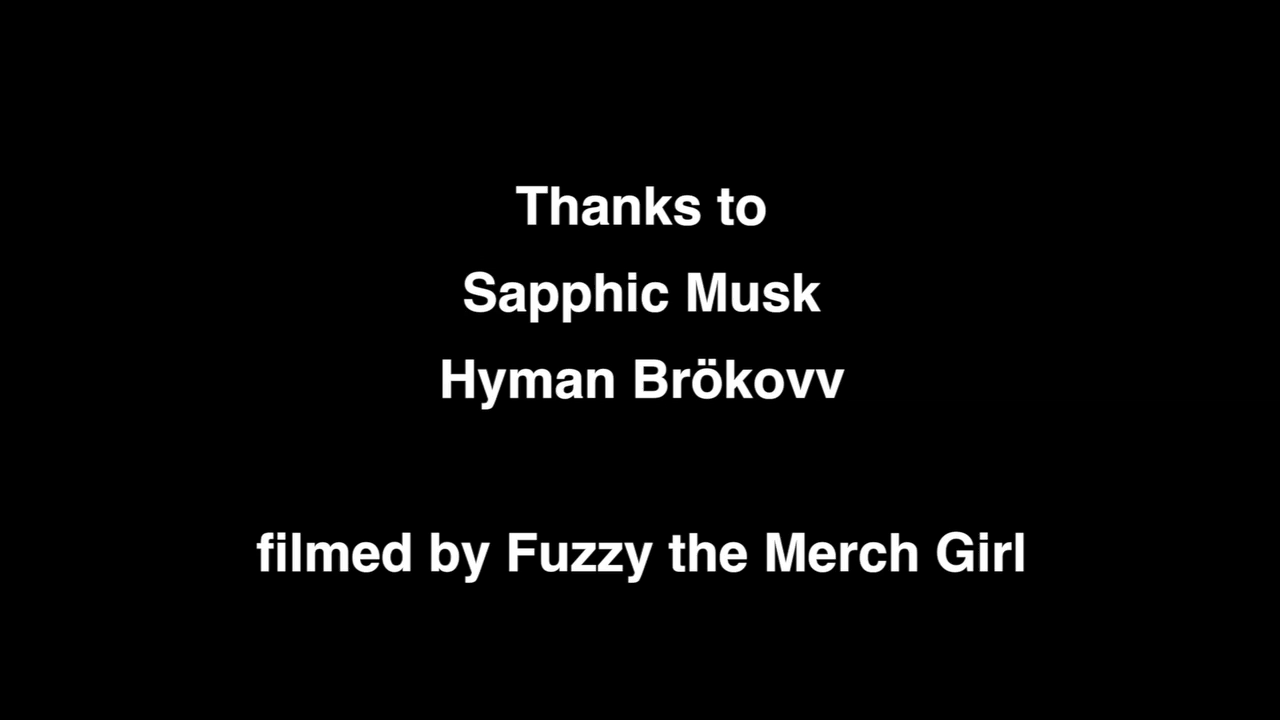 Thanks to
Sapphic Musk
Hyman Brökovv
filmed by Fuzzy the Merch Girl